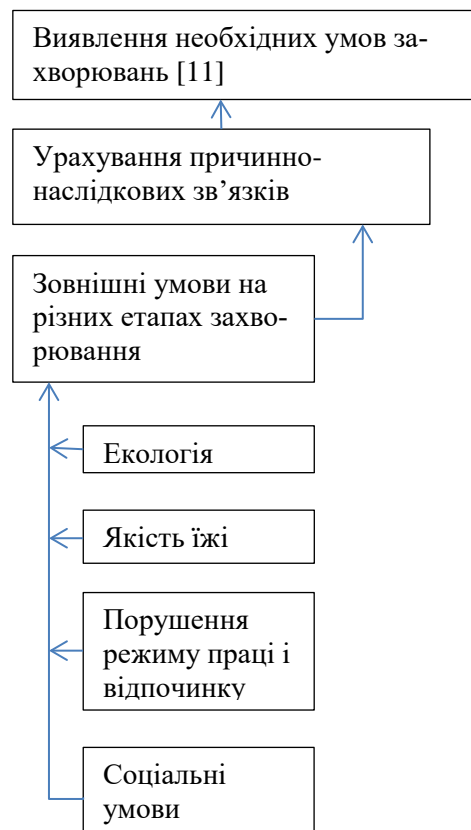 Виявлення необхідних умов за-
хворювань [11]
Урахування причинно-
наслідкових зв’язків
Зовнішні умови на
різних етапах захво-
рювання
Екологія
Якість їжі
Порушення
режиму праці і
відпочинку
Соціальні
умови